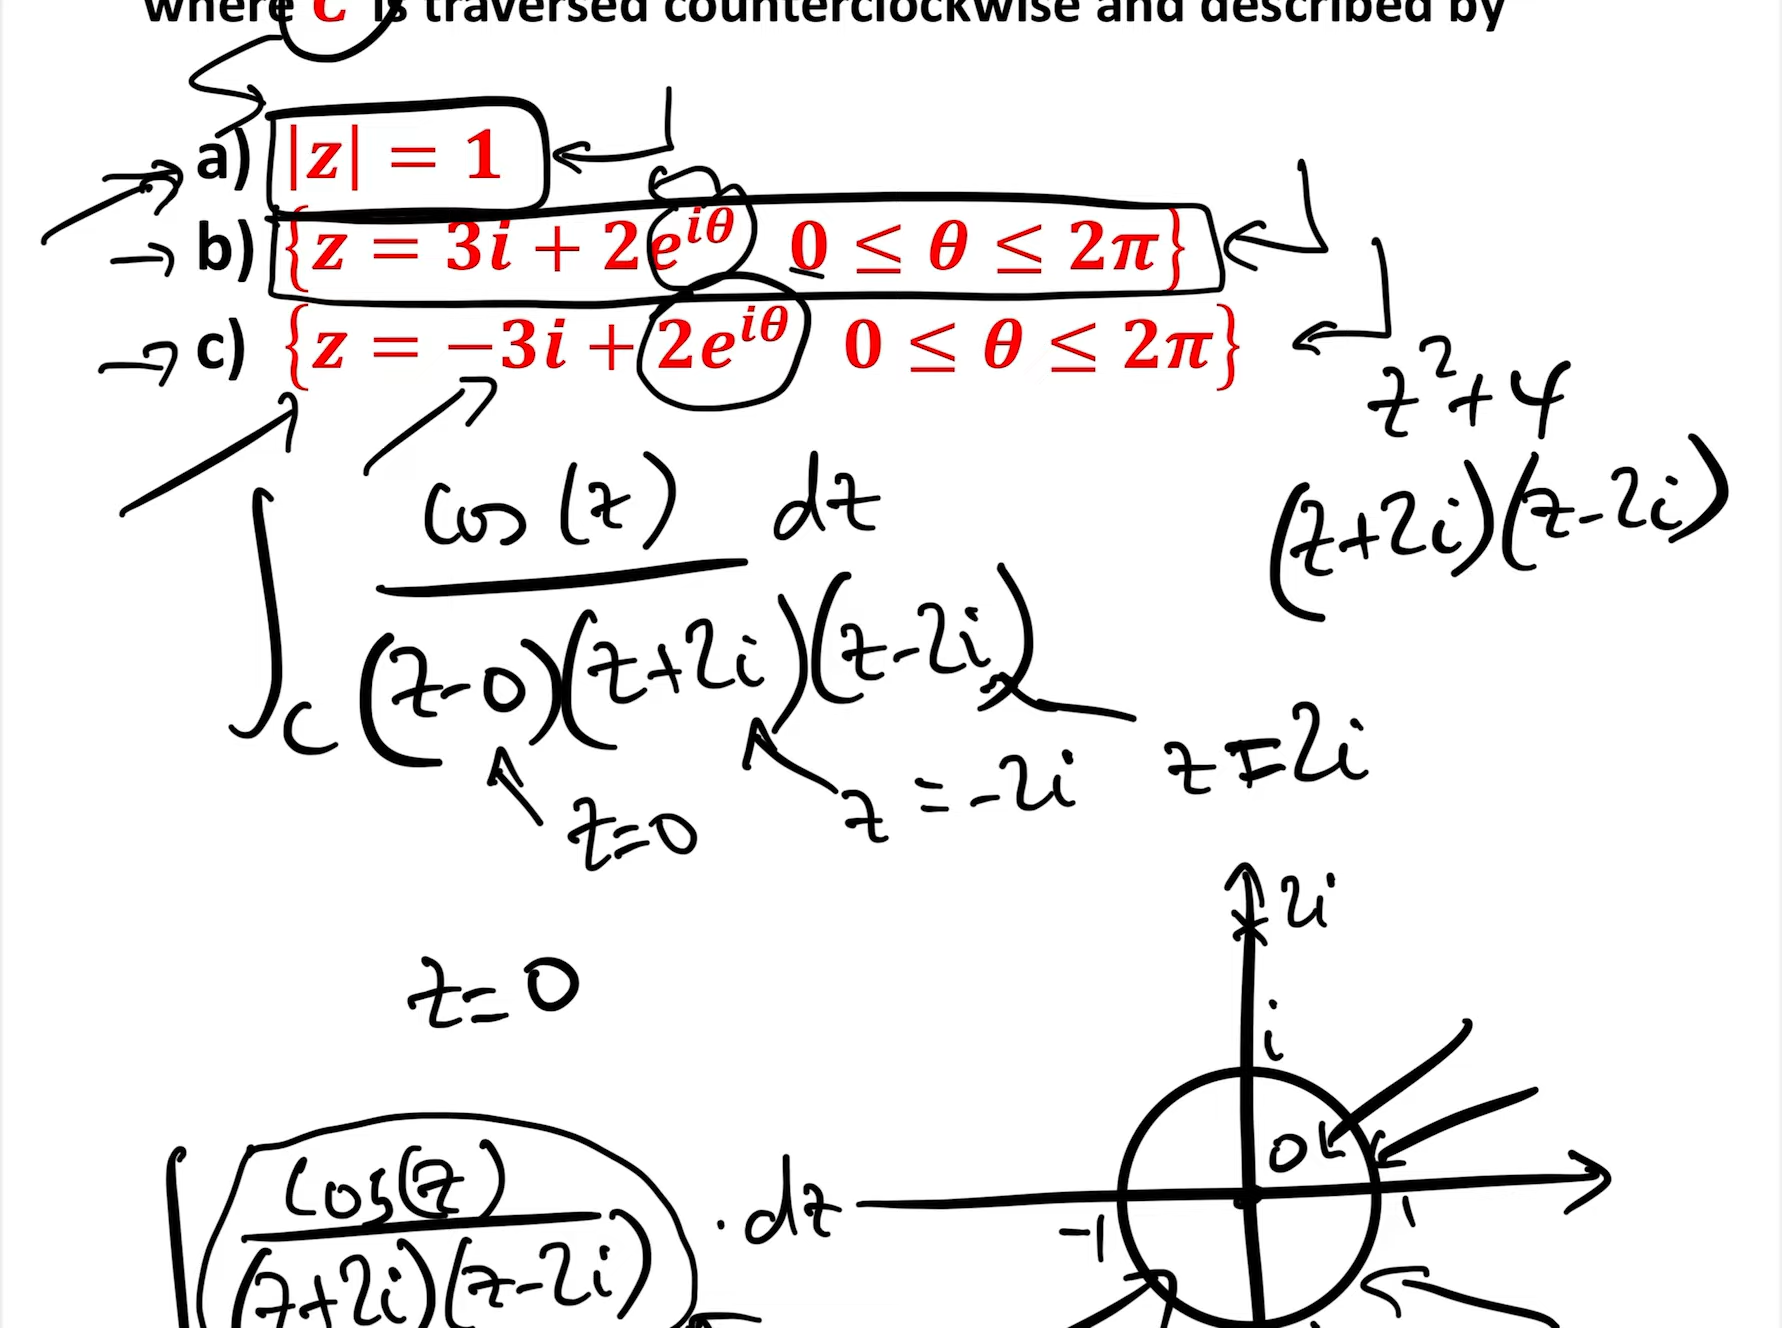 where C is traversed counterclockwise and described by
a) |z| = 1
b) {z = 3i + 2e^{iθ} 0 ≤ θ ≤ 2π}
c) {z = −3i + 2e^{iθ} 0 ≤ θ ≤ 2π}
z²+4
(z+2i)(z-2i)
∫_C cos(z) dz / (z-0)(z+2i)(z-2i)
z=0
z = -2i
z = 2i
2i
z=0
i
0
-1
1
cos(z) / (z+2i)(z-2i) · dz